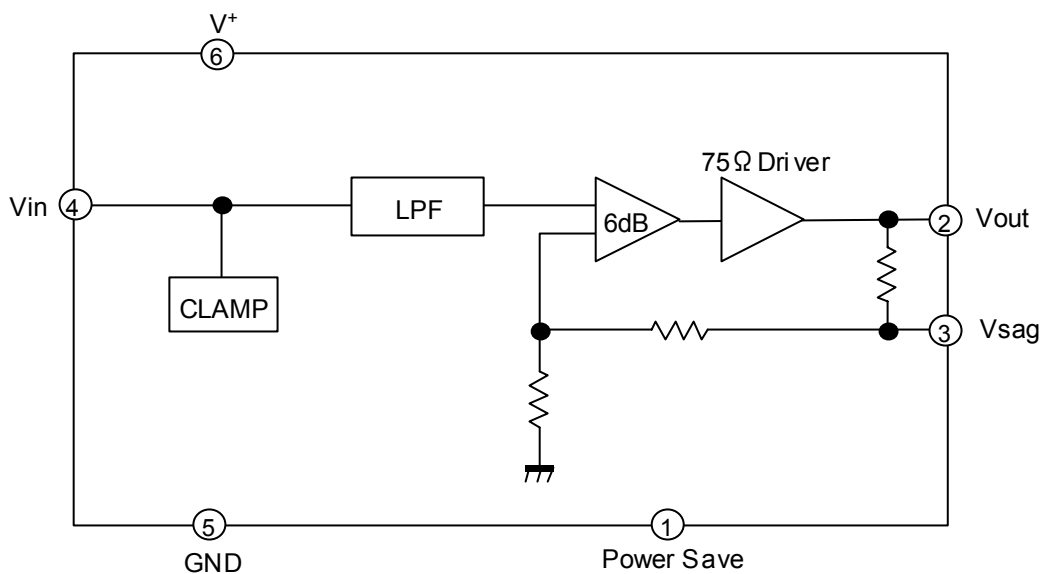 V⁺
6
75Ω Driver
Vin
4
LPF
6dB
2
Vout
CLAMP
3
Vsag
5
1
GND
Power Save